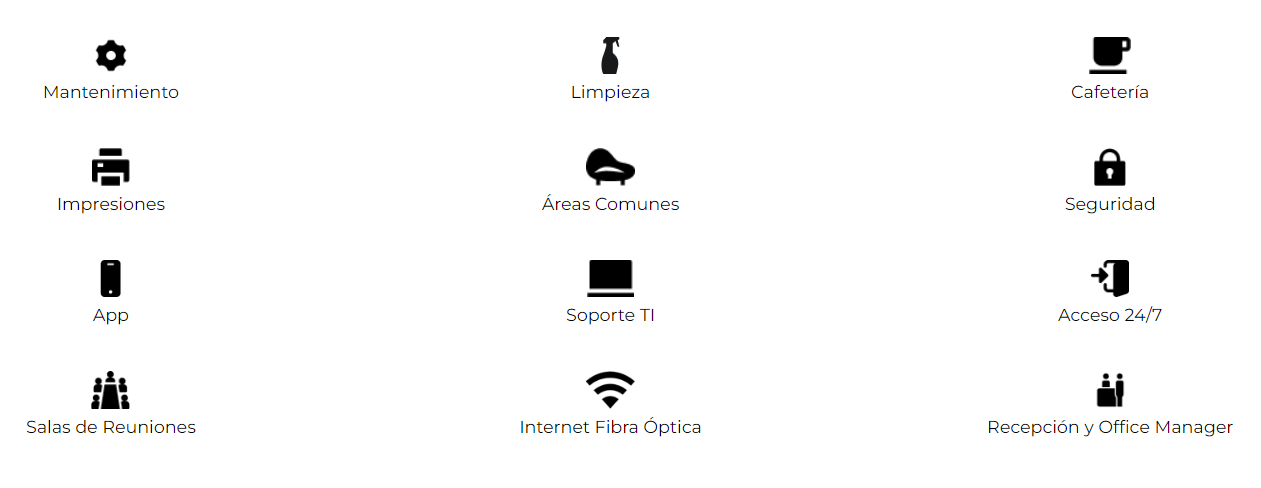 Mantenimiento
Limpieza
Cafetería
Impresiones
Áreas Comunes
Seguridad
App
Soporte TI
Acceso 24/7
Salas de Reuniones
Internet Fibra Óptica
Recepción y Office Manager